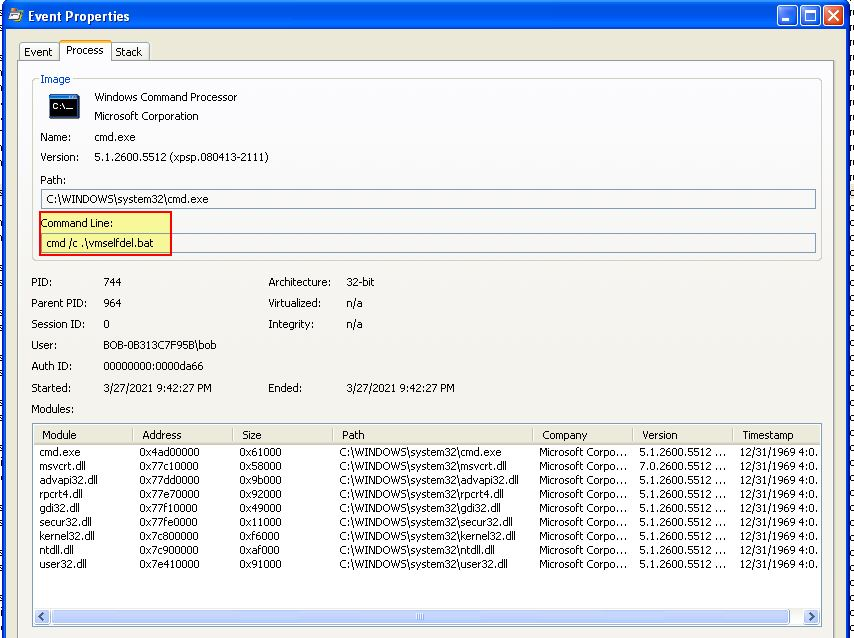 Event Properties
Event Process Stack
Image
C:\_
Windows Command Processor
Microsoft Corporation
Name: cmd.exe
Version: 5.1.2600.5512 (xpsp.080413-2111)
Path:
C:\WINDOWS\system32\cmd.exe
Command Line:
cmd /c .\vmselfdel.bat
PID: 744 Architecture: 32-bit
Parent PID: 964 Virtualized: n/a
Session ID: 0 Integrity: n/a
User: BOB-0B313C7F95B\bob
Auth ID: 00000000:0000da66
Started: 3/27/2021 9:42:27 PM Ended: 3/27/2021 9:42:27 PM
Modules:
Module Address Size Path Company Version Timestamp
cmd.exe 0x4ad00000 0x61000 C:\WINDOWS\system32\cmd.exe Microsoft Corpo... 5.1.2600.5512 ... 12/31/1969 4:0.
msvcrt.dll 0x77c10000 0x58000 C:\WINDOWS\system32\msvcrt.dll Microsoft Corpo... 7.0.2600.5512 ... 12/31/1969 4:0.
advapi32.dll 0x77dd0000 0x9b000 C:\WINDOWS\system32\advapi32.dll Microsoft Corpo... 5.1.2600.5512 ... 12/31/1969 4:0.
rpcrt4.dll 0x77e70000 0x92000 C:\WINDOWS\system32\rpcrt4.dll Microsoft Corpo... 5.1.2600.5512 ... 12/31/1969 4:0.
gdi32.dll 0x77f10000 0x49000 C:\WINDOWS\system32\gdi32.dll Microsoft Corpo... 5.1.2600.5512 ... 12/31/1969 4:0.
secur32.dll 0x77fe0000 0x11000 C:\WINDOWS\system32\secur32.dll Microsoft Corpo... 5.1.2600.5512 ... 12/31/1969 4:0.
kernel32.dll 0x7c800000 0xf6000 C:\WINDOWS\system32\kernel32.dll Microsoft Corpo... 5.1.2600.5512 ... 12/31/1969 4:0.
ntdll.dll 0x7c900000 0xaf000 C:\WINDOWS\system32\ntdll.dll Microsoft Corpo... 5.1.2600.5512 ... 12/31/1969 4:0.
user32.dll 0x7e410000 0x91000 C:\WINDOWS\system32\user32.dll Microsoft Corpo... 5.1.2600.5512 ... 12/31/1969 4:0.